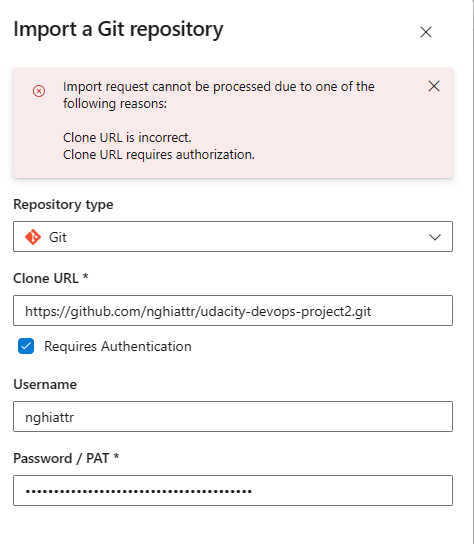 Import a Git repository
Import request cannot be processed due to one of the
following reasons:
Clone URL is incorrect.
Clone URL requires authorization.
Repository type
Git
Clone URL *
https://github.com/nghiattr/udacity-devops-project2.git
Requires Authentication
Username
nghiattr
Password / PAT *
••••••••••••••••••••••••••••••••••••••••